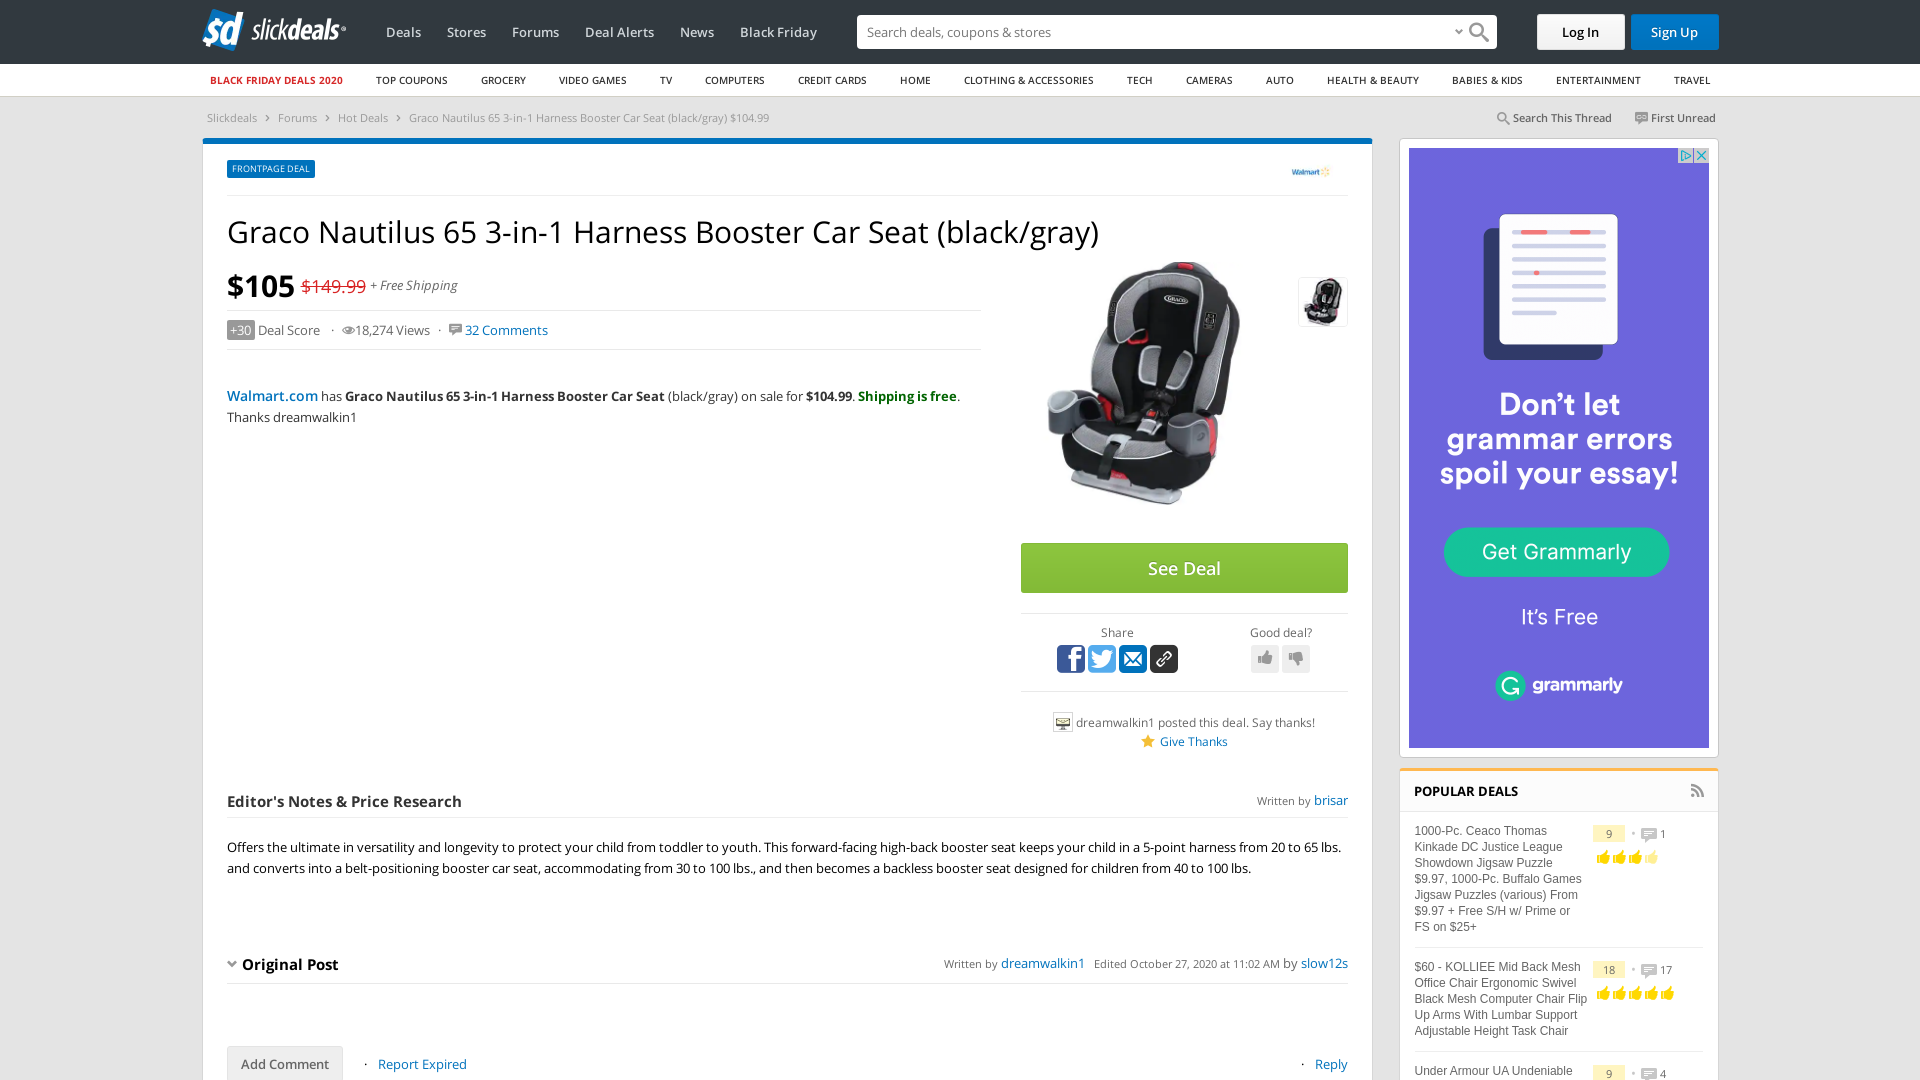 sd slickdeals
Deals
Stores
Forums
Deal Alerts
News
Black Friday
Search deals, coupons & stores
Log In
Sign Up
BLACK FRIDAY DEALS 2020
TOP COUPONS
GROCERY
VIDEO GAMES
TV
COMPUTERS
CREDIT CARDS
HOME
CLOTHING & ACCESSORIES
TECH
CAMERAS
AUTO
HEALTH & BEAUTY
BABIES & KIDS
ENTERTAINMENT
TRAVEL
Slickdeals › Forums › Hot Deals › Graco Nautilus 65 3-in-1 Harness Booster Car Seat (black/gray) $104.99
Search This Thread
First Unread
FRONTPAGE DEAL
Walmart
Graco Nautilus 65 3-in-1 Harness Booster Car Seat (black/gray)
$105 $149.99 + Free Shipping
+30 Deal Score · 18,274 Views · 32 Comments
Walmart.com has Graco Nautilus 65 3-in-1 Harness Booster Car Seat (black/gray) on sale for $104.99. Shipping is free.
Thanks dreamwalkin1
GRACO
See Deal
Share
Good deal?
dreamwalkin1 posted this deal. Say thanks!
Give Thanks
Editor's Notes & Price Research
Written by brisar
Offers the ultimate in versatility and longevity to protect your child from toddler to youth. This forward-facing high-back booster seat keeps your child in a 5-point harness from 20 to 65 lbs.
and converts into a belt-positioning booster car seat, accommodating from 30 to 100 lbs., and then becomes a backless booster seat designed for children from 40 to 100 lbs.
Original Post
Written by dreamwalkin1 Edited October 27, 2020 at 11:02 AM by slow12s
Add Comment
· Report Expired
· Reply
Don't let
grammar errors
spoil your essay!
Get Grammarly
It's Free
grammarly
POPULAR DEALS
1000-Pc. Ceaco Thomas
Kinkade DC Justice League
Showdown Jigsaw Puzzle
$9.97, 1000-Pc. Buffalo Games
Jigsaw Puzzles (various) From
$9.97 + Free S/H w/ Prime or
FS on $25+
9 • 1
$60 - KOLLIEE Mid Back Mesh
Office Chair Ergonomic Swivel
Black Mesh Computer Chair Flip
Up Arms With Lumbar Support
Adjustable Height Task Chair
18 • 17
Under Armour UA Undeniable
9 • 4